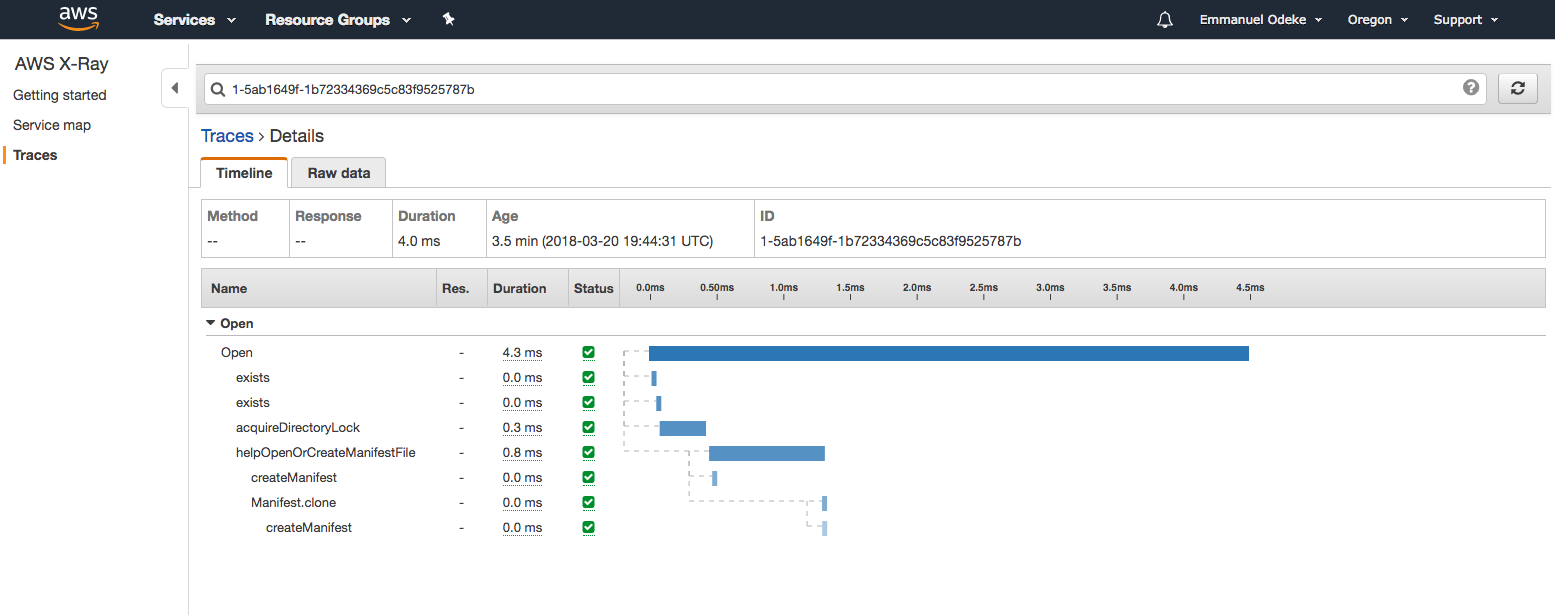 aws Services Resource Groups Emmanuel Odeke Oregon Support
AWS X-Ray
Getting started
Service map
Traces
1-5ab1649f-1b72334369c5c83f9525787b ?
Traces > Details
Timeline Raw data
Method Response Duration Age ID
-- -- 4.0 ms 3.5 min (2018-03-20 19:44:31 UTC) 1-5ab1649f-1b72334369c5c83f9525787b
Name Res. Duration Status 0.0ms 0.50ms 1.0ms 1.5ms 2.0ms 2.5ms 3.0ms 3.5ms 4.0ms 4.5ms
Open
Open - 4.3 ms
exists - 0.0 ms
exists - 0.0 ms
acquireDirectoryLock - 0.3 ms
helpOpenOrCreateManifestFile - 0.8 ms
createManifest - 0.0 ms
Manifest.clone - 0.0 ms
createManifest - 0.0 ms